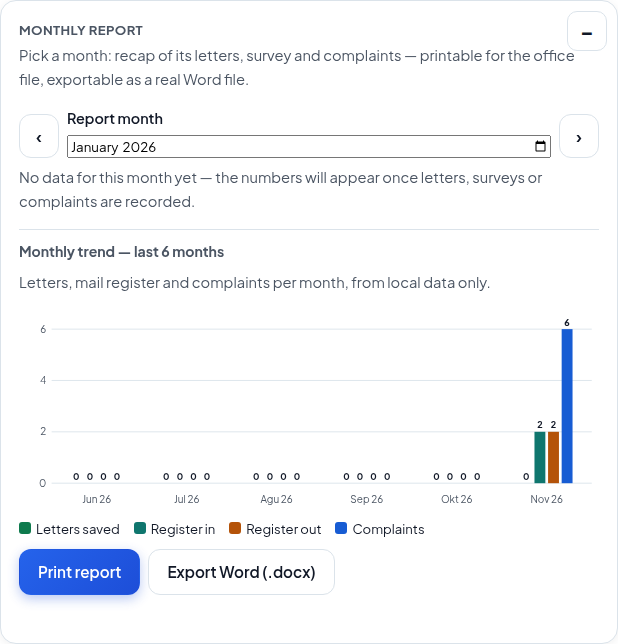 MONTHLY REPORT
–
Pick a month: recap of its letters, survey and complaints — printable for the office
file, exportable as a real Word file.
‹
Report month
January 2026
›
No data for this month yet — the numbers will appear once letters, surveys or
complaints are recorded.
Monthly trend — last 6 months
Letters, mail register and complaints per month, from local data only.
6
4
2
0
0 0 0 0
0 0 0 0
0 0 0 0
0 0 0 0
0 0 0 0
0 2 2 6
Jun 26 Jul 26 Agu 26 Sep 26 Okt 26 Nov 26
Letters saved Register in Register out Complaints
Print report Export Word (.docx)